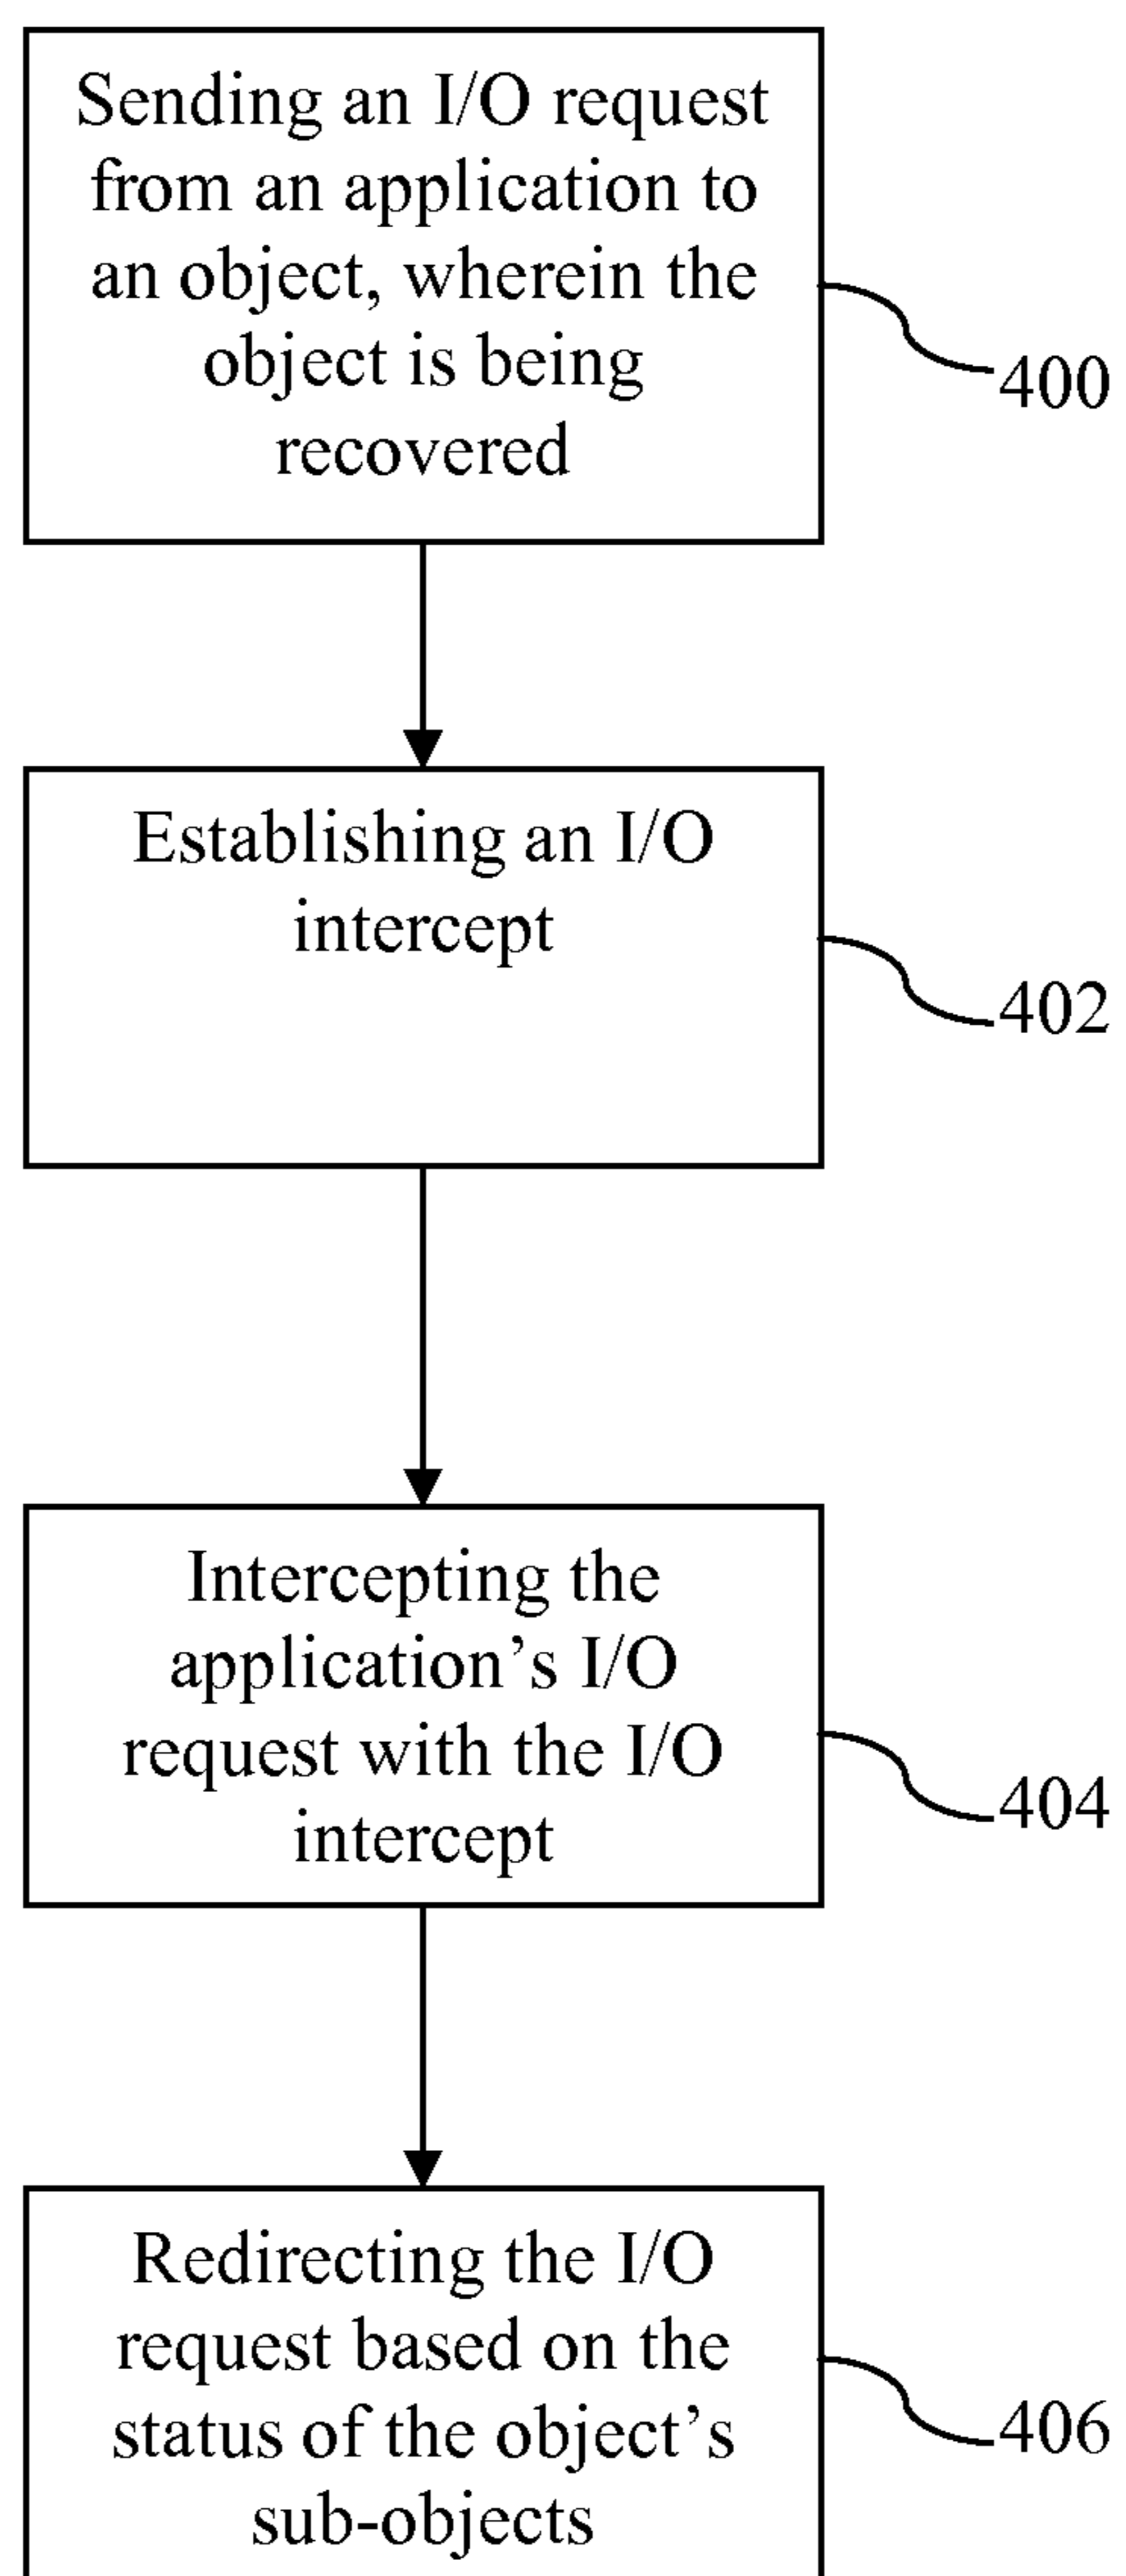 Sending an I/O request
from an application to
an object, wherein the
object is being
recovered
400
Establishing an I/O
intercept
402
Intercepting the
application’s I/O
request with the I/O
intercept
404
Redirecting the I/O
request based on the
status of the object’s
sub-objects
406